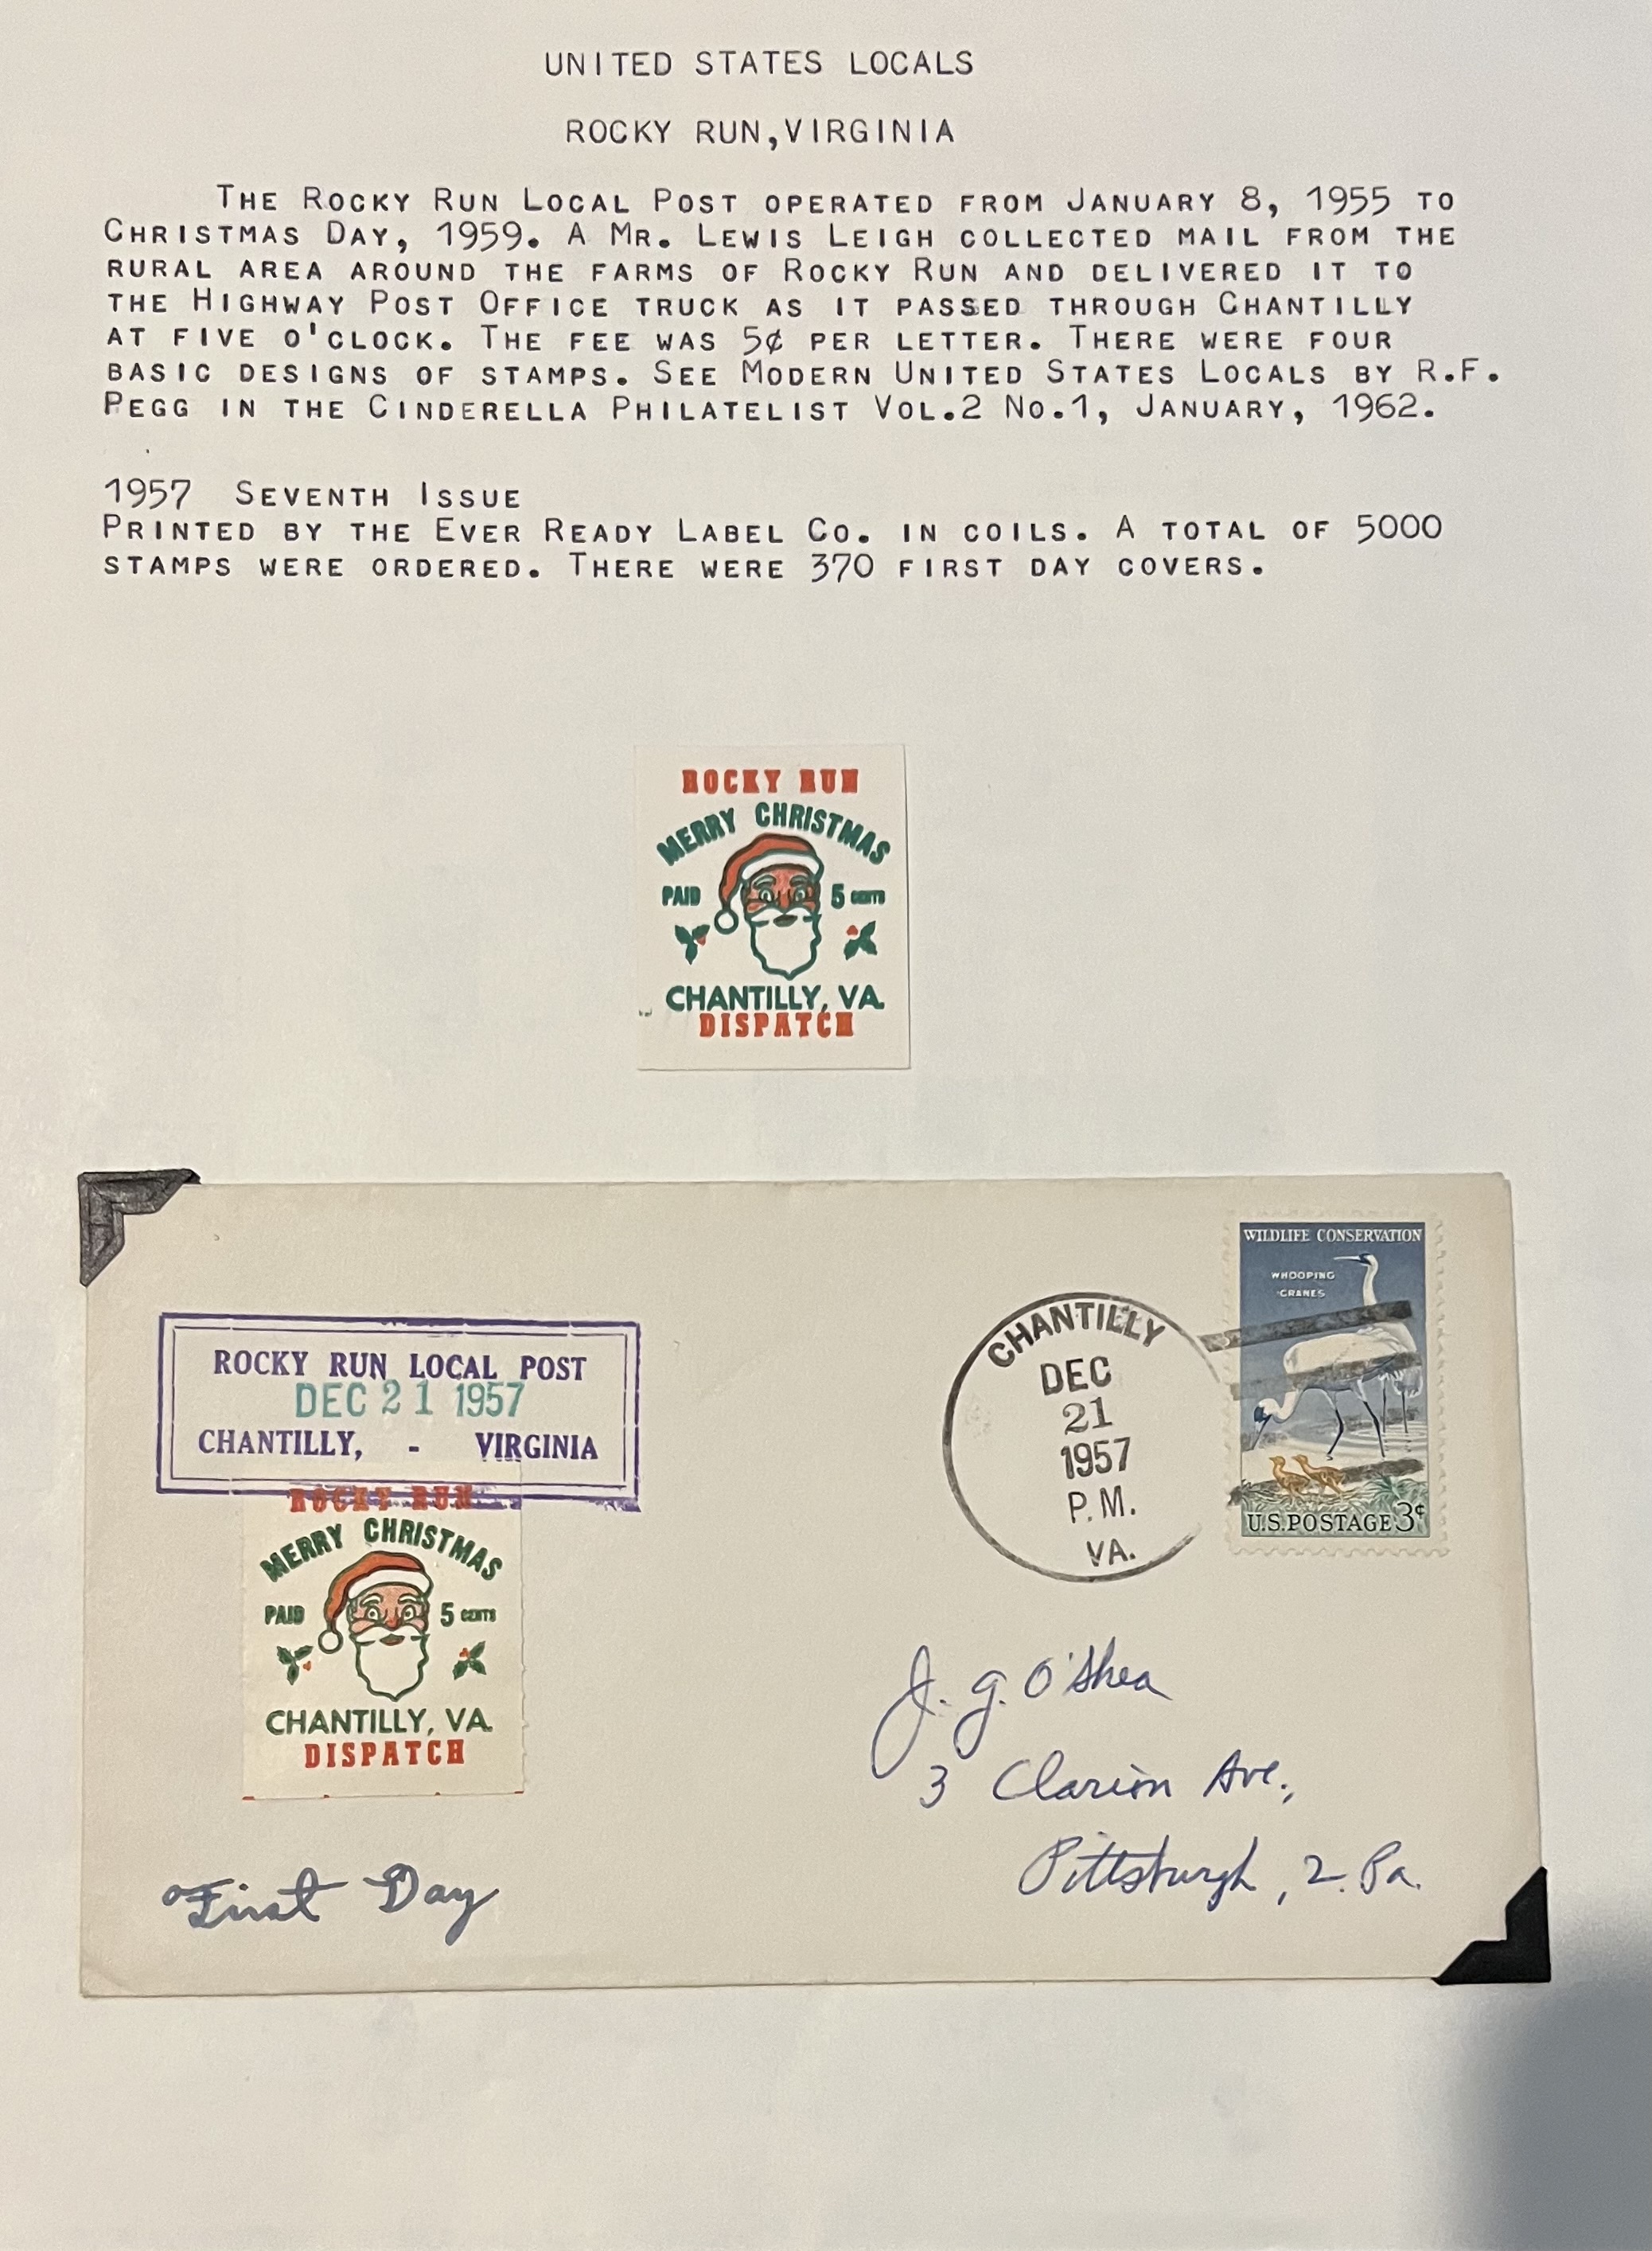 UNITED STATES LOCALS
ROCKY RUN,VIRGINIA
THE ROCKY RUN LOCAL POST OPERATED FROM JANUARY 8, 1955 TO
CHRISTMAS DAY, 1959. A MR. LEWIS LEIGH COLLECTED MAIL FROM THE
RURAL AREA AROUND THE FARMS OF ROCKY RUN AND DELIVERED IT TO
THE HIGHWAY POST OFFICE TRUCK AS IT PASSED THROUGH CHANTILLY
AT FIVE O'CLOCK. THE FEE WAS 5¢ PER LETTER. THERE WERE FOUR
BASIC DESIGNS OF STAMPS. SEE MODERN UNITED STATES LOCALS BY R.F.
PEGG IN THE CINDERELLA PHILATELIST VOL.2 NO.1, JANUARY, 1962.
1957 SEVENTH ISSUE
PRINTED BY THE EVER READY LABEL CO. IN COILS. A TOTAL OF 5000
STAMPS WERE ORDERED. THERE WERE 370 FIRST DAY COVERS.
ROCKY RUN
MERRY CHRISTMAS
PAID 5 CENTS
CHANTILLY, VA.
DISPATCH
ROCKY RUN LOCAL POST
DEC 21 1957
CHANTILLY, - VIRGINIA
ROCKY RUN
MERRY CHRISTMAS
PAID 5 CENTS
CHANTILLY, VA.
DISPATCH
First Day
CHANTILLY
DEC
21
1957
P.M.
VA.
WILDLIFE CONSERVATION
WHOOPING
CRANES
U.S.POSTAGE 3¢
J. G. O'Shea
3 Clarion Ave.,
Pittsburgh, 2. Pa.